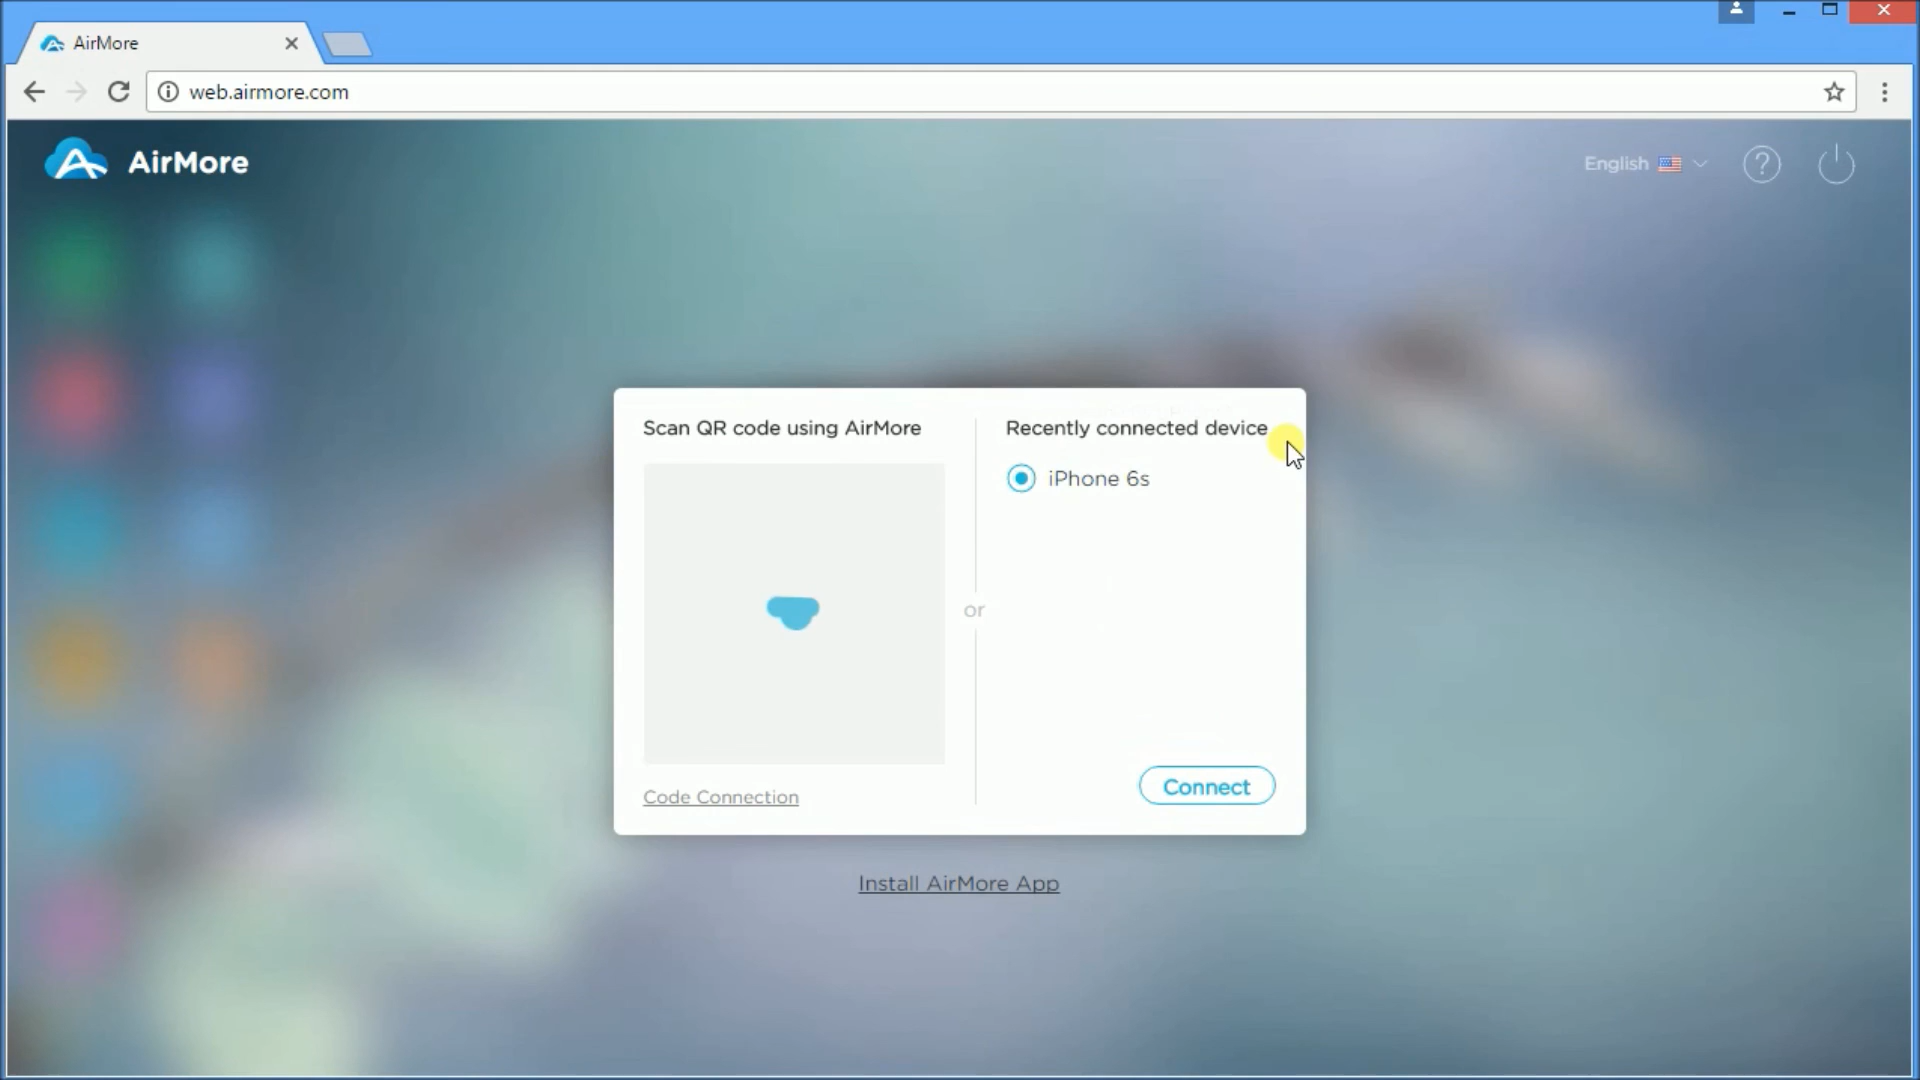 AirMore
web.airmore.com
AirMore
English
?
Scan QR code using AirMore
Recently connected device
iPhone 6s
or
Code Connection
Connect
Install AirMore App